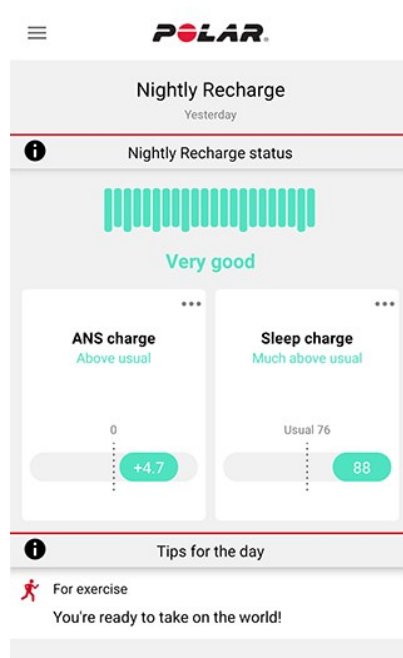 POLAR.
Nightly Recharge
Yesterday
Nightly Recharge status
Very good
ANS charge
Above usual
0
+4.7
Sleep charge
Much above usual
Usual 76
88
Tips for the day
For exercise
You're ready to take on the world!